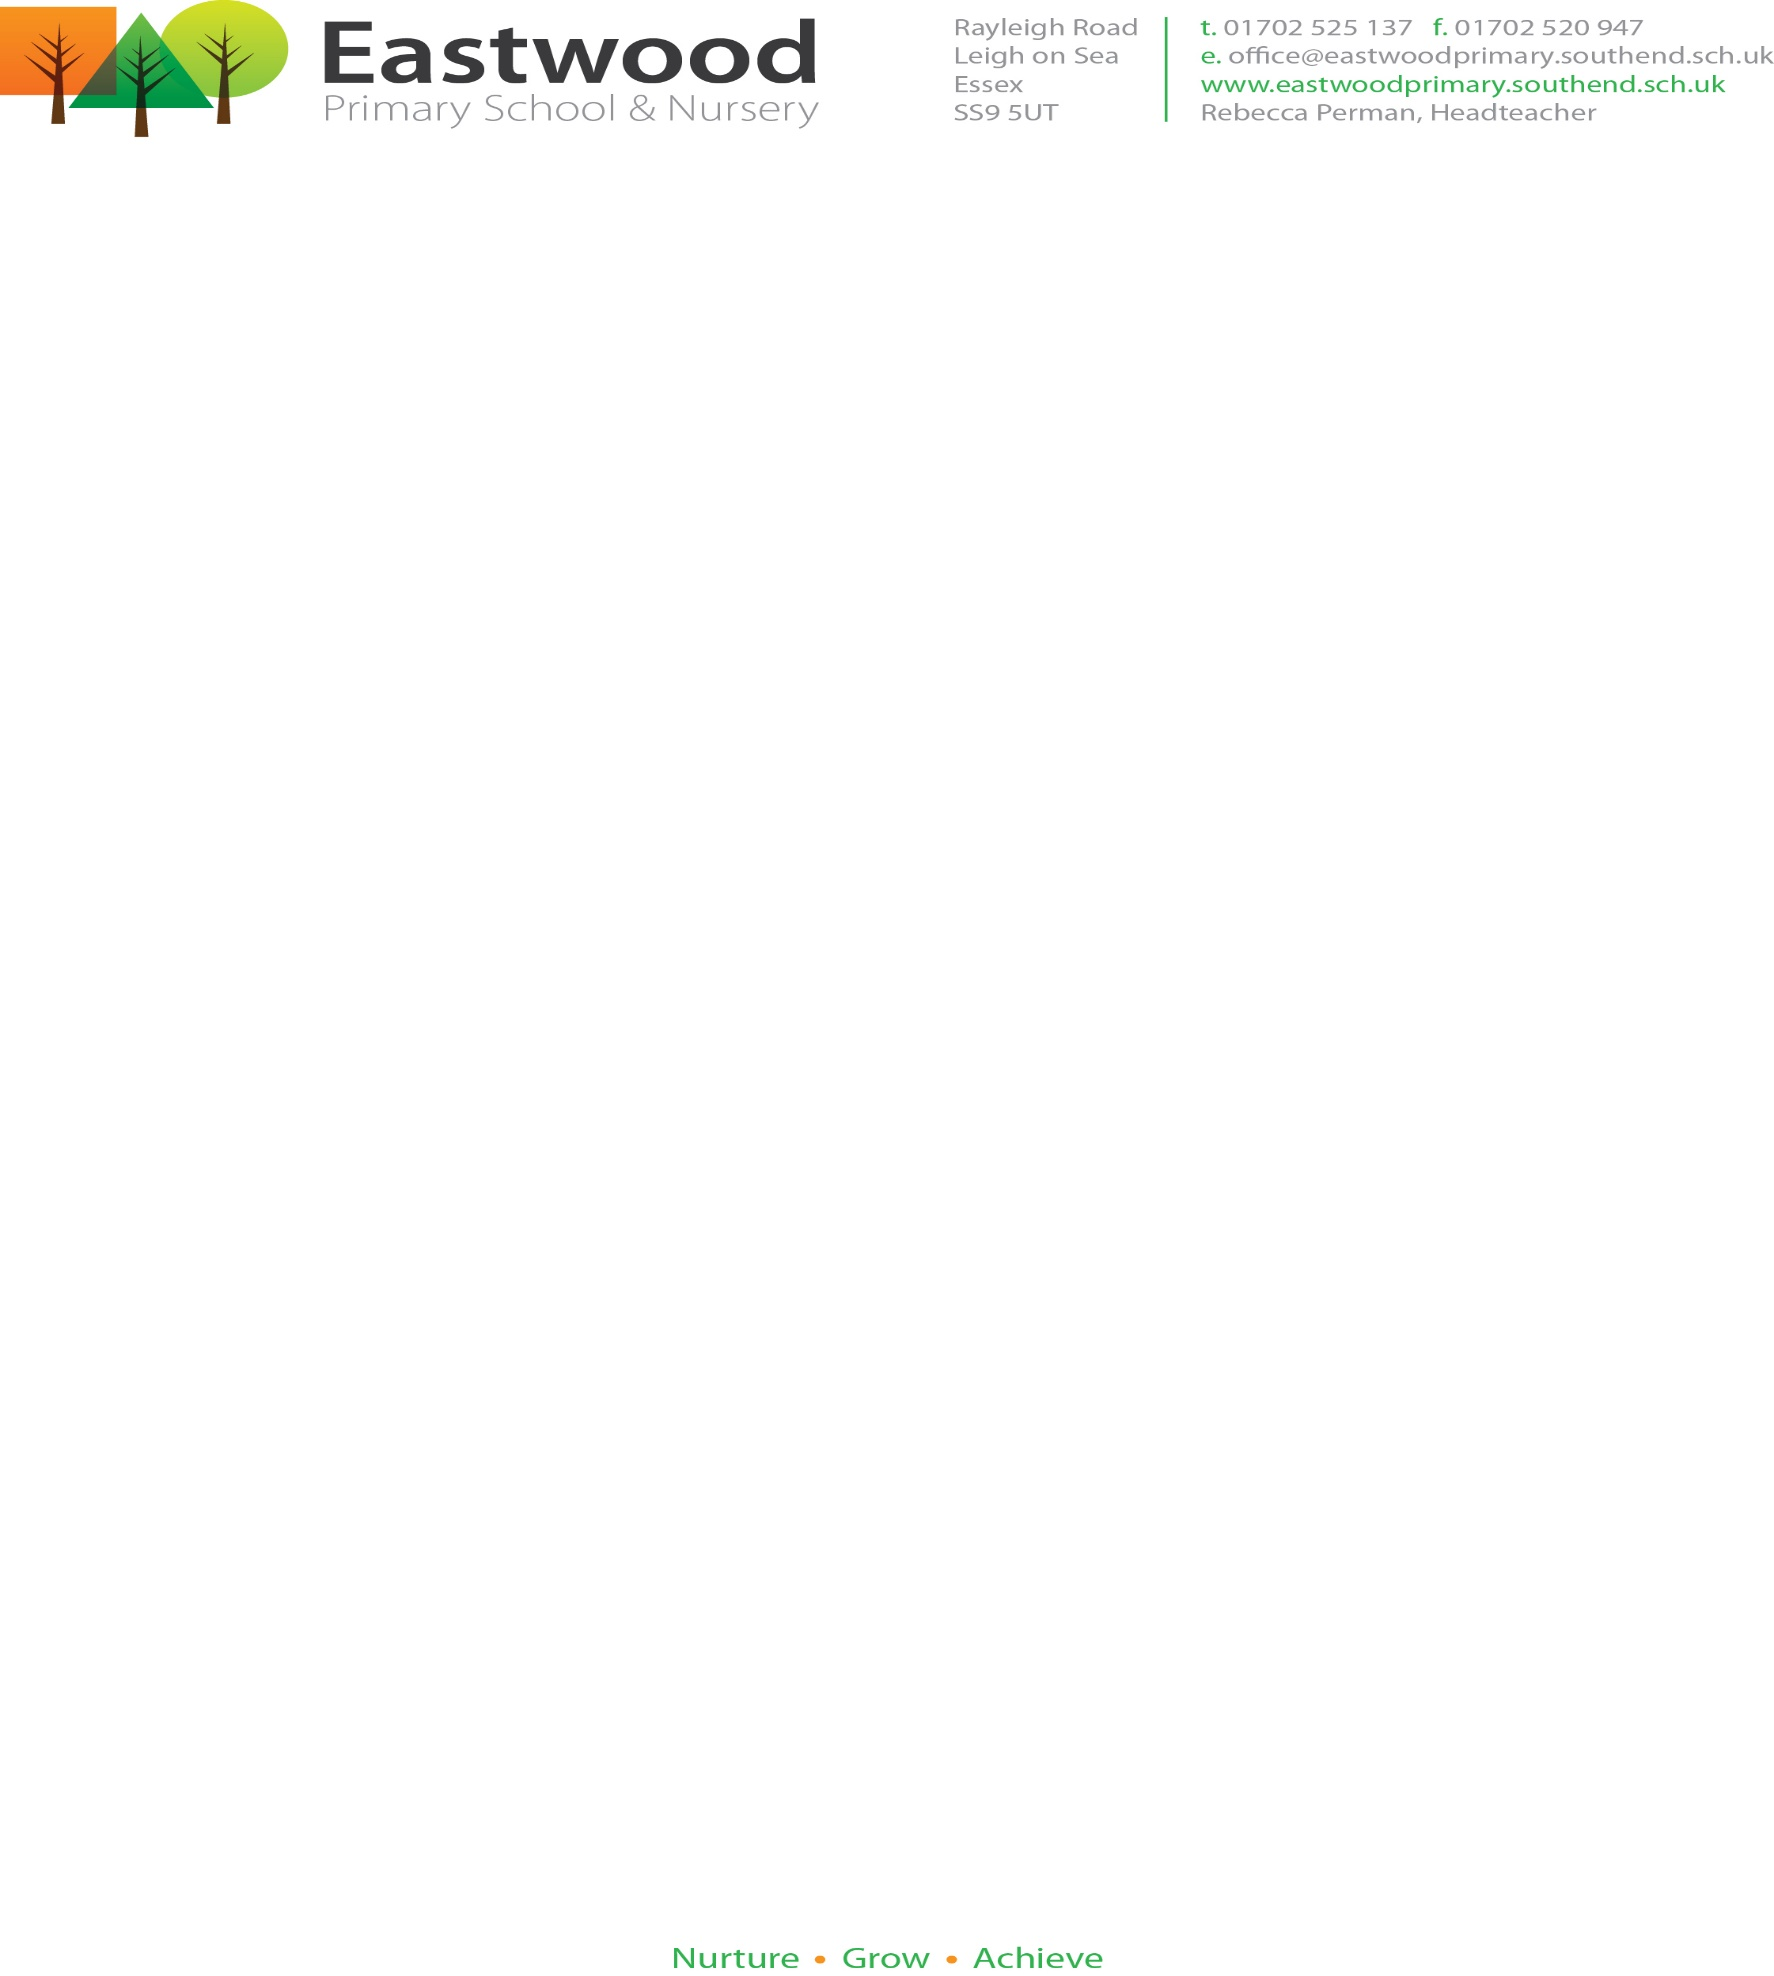 Eastwood
Primary School & Nursery
Rayleigh Road
Leigh on Sea
Essex
SS9 5UT
t. 01702 525 137 f. 01702 520 947
e. office@eastwoodprimary.southend.sch.uk
www.eastwoodprimary.southend.sch.uk
Rebecca Perman, Headteacher
Nurture • Grow • Achieve